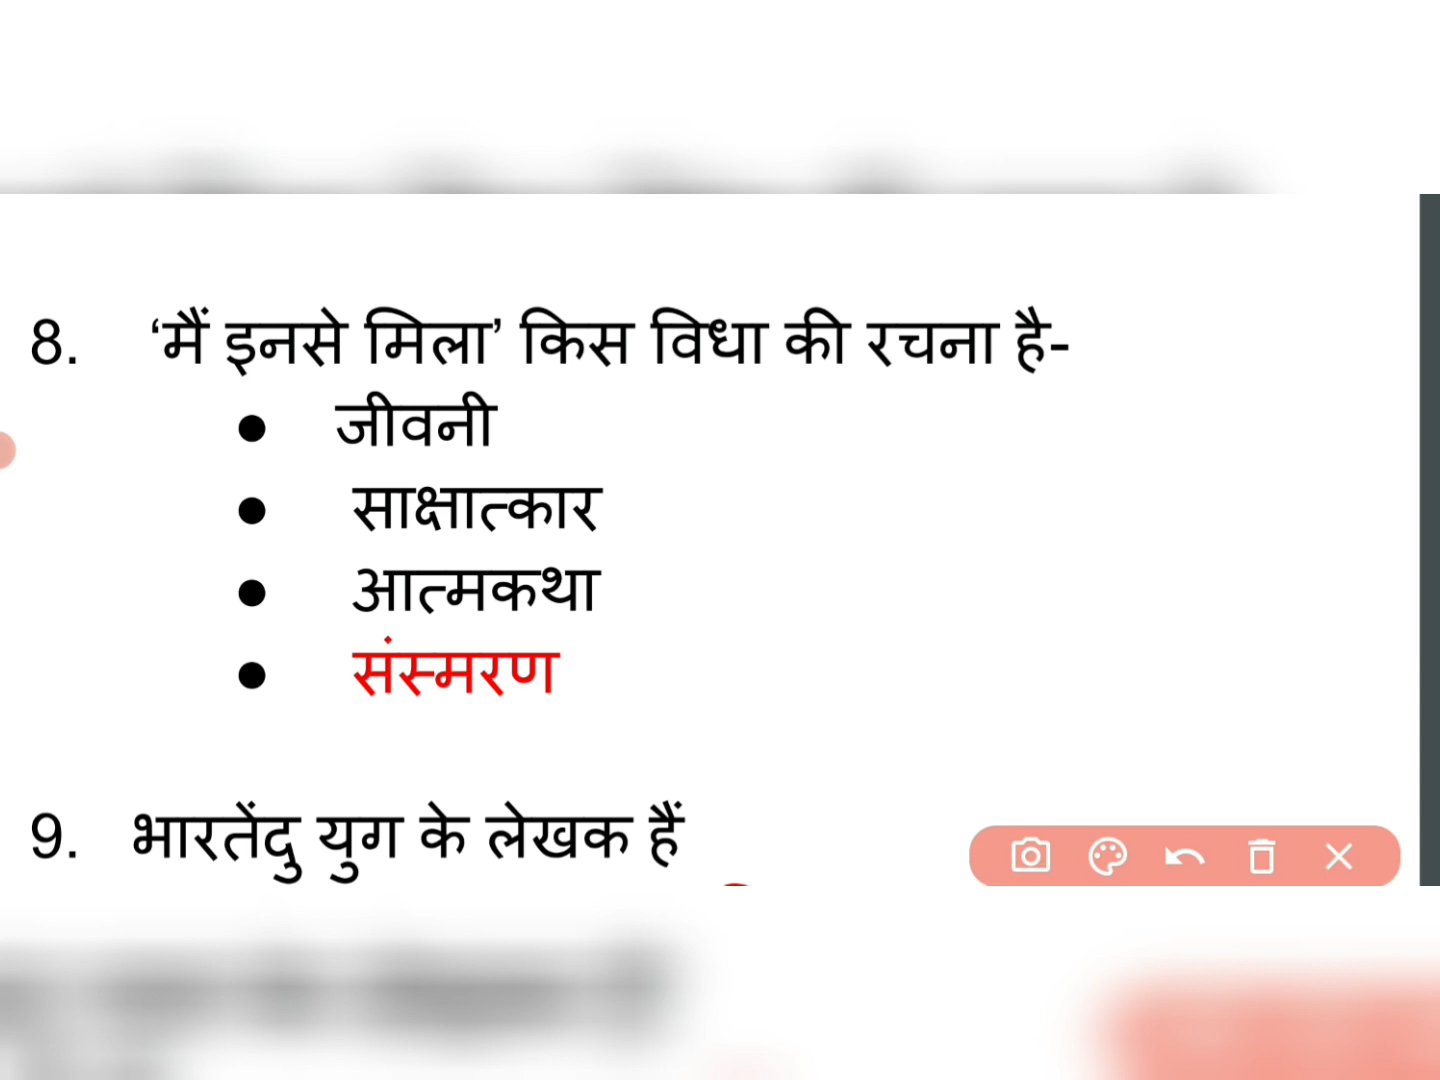 8. ‘मैं इनसे मिला’ किस विधा की रचना है-
● जीवनी
● साक्षात्कार
● आत्मकथा
● संस्मरण
9. भारतेंदु युग के लेखक हैं